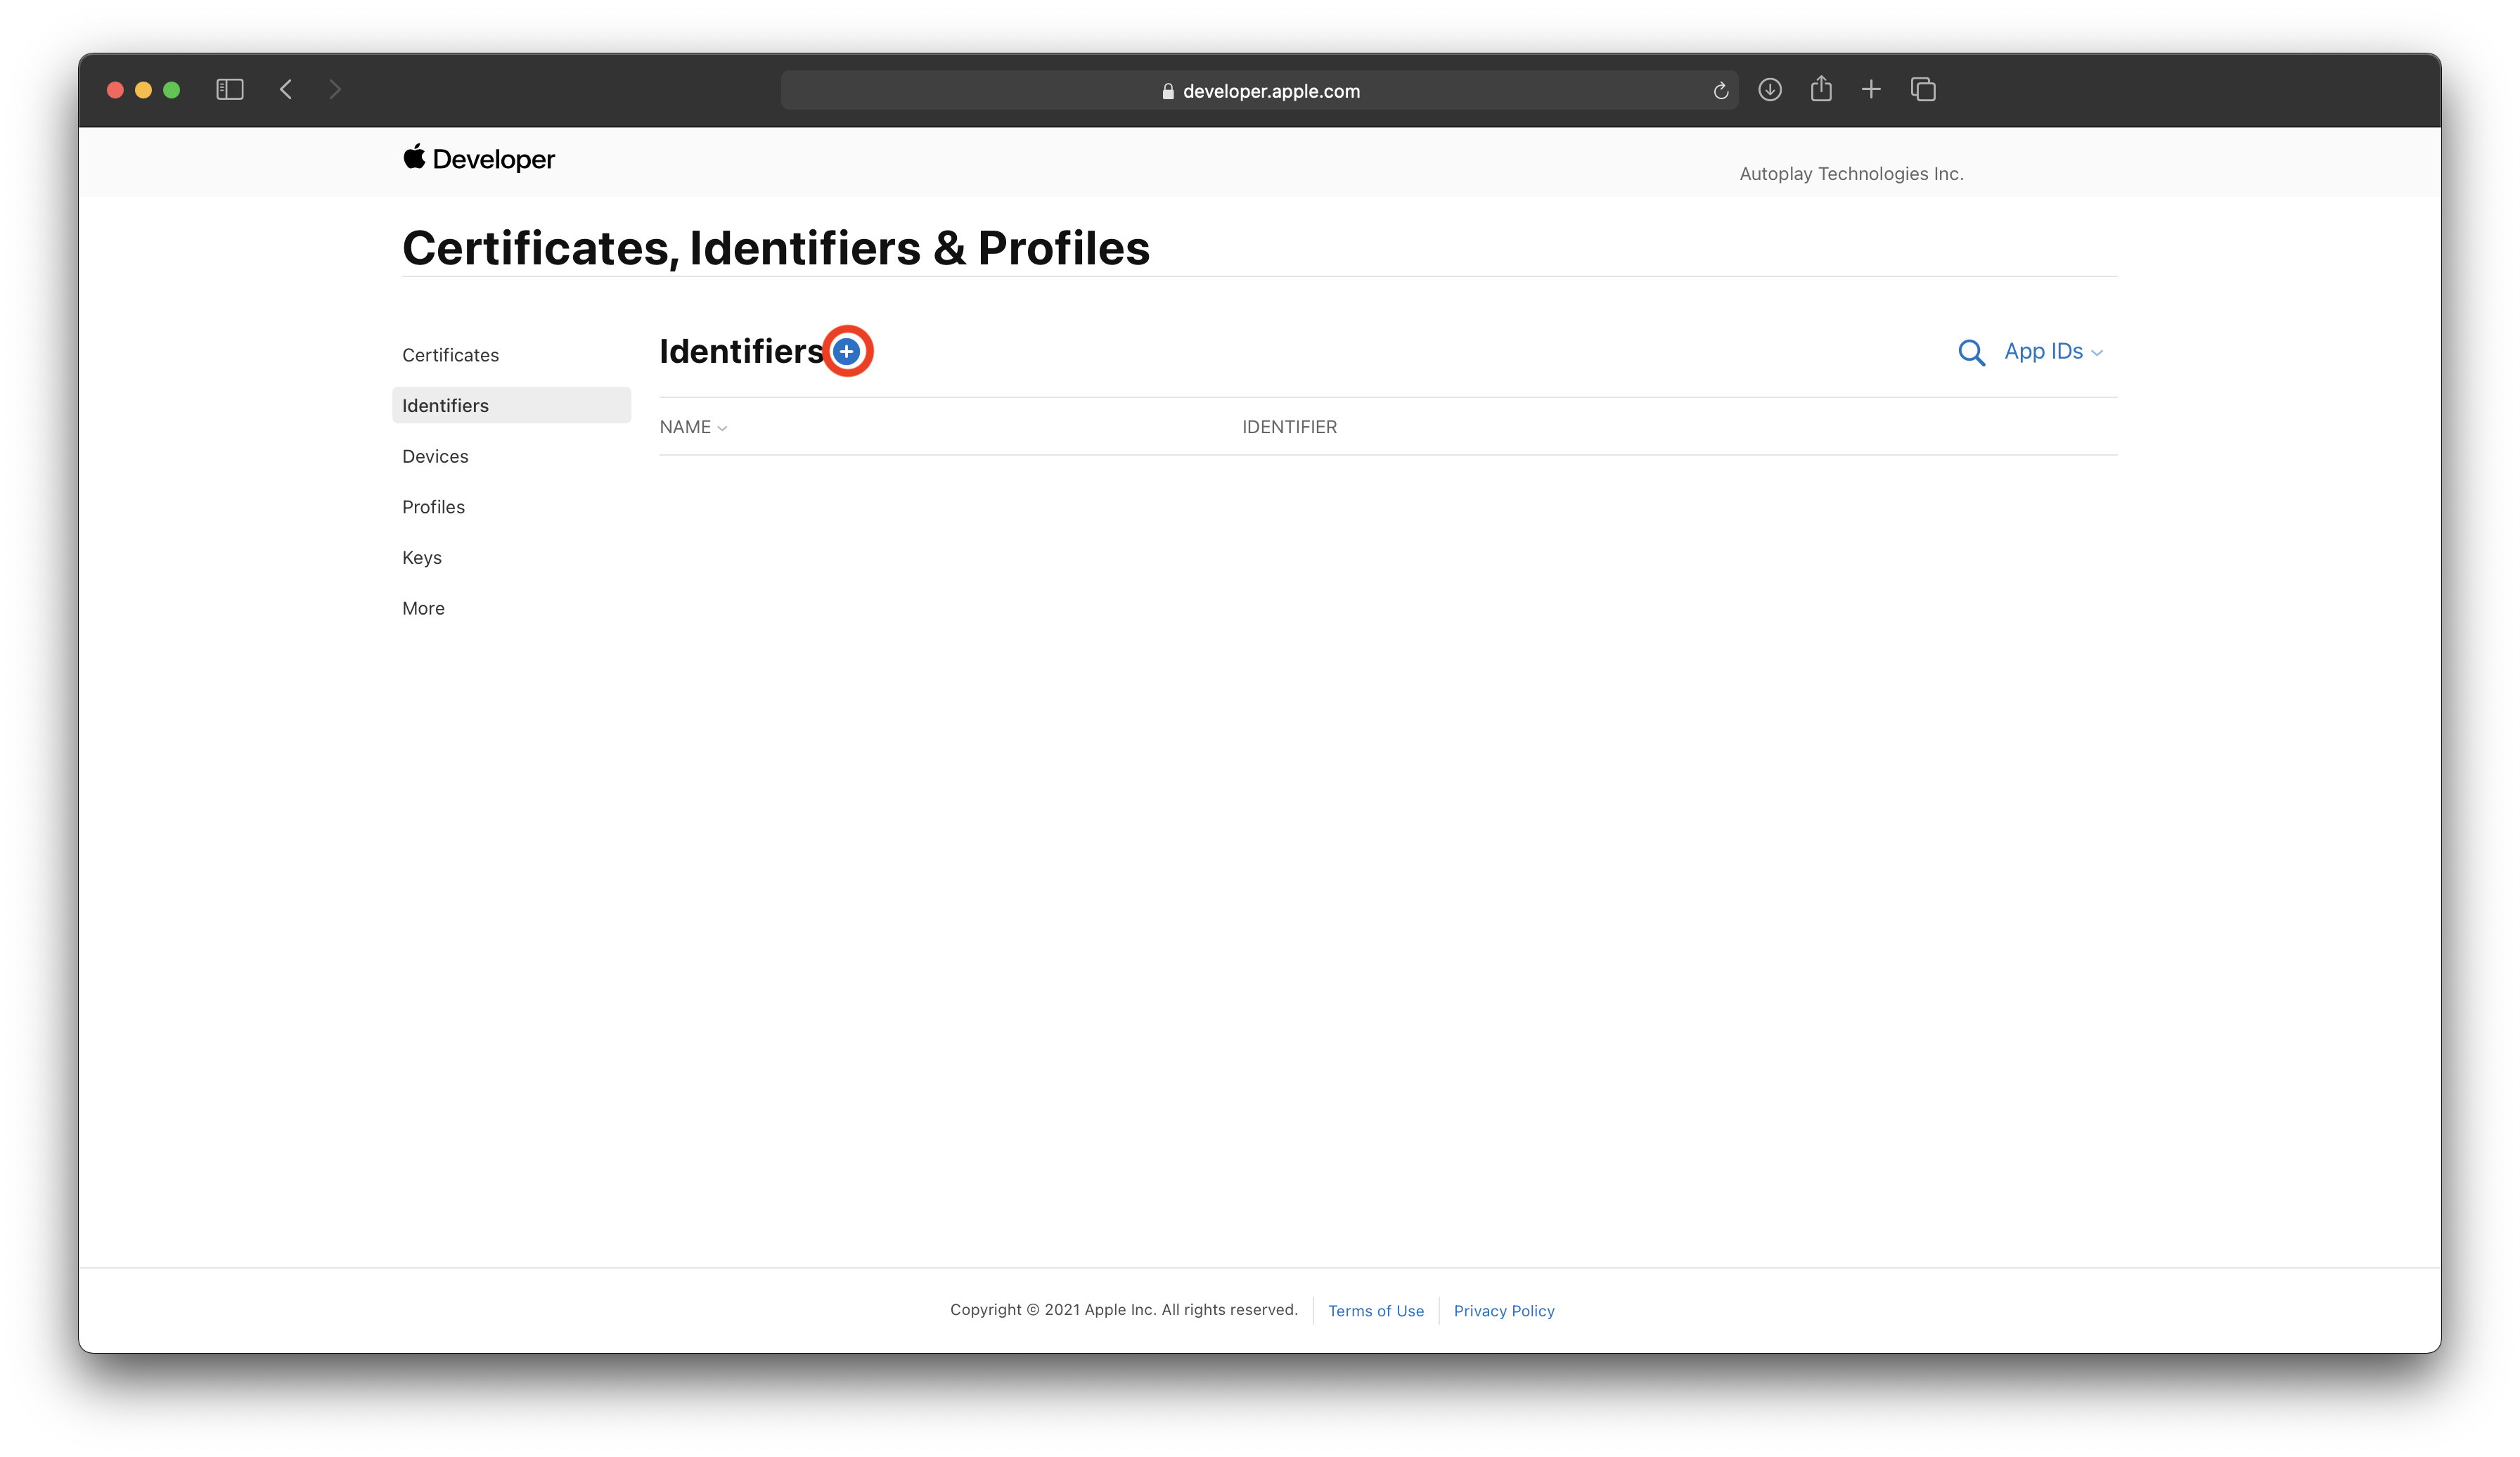 developer.apple.com
Developer
Autoplay Technologies Inc.
Certificates, Identifiers & Profiles
Certificates
Identifiers
Devices
Profiles
Keys
More
Identifiers
App IDs
NAME
IDENTIFIER
Copyright © 2021 Apple Inc. All rights reserved.
Terms of Use
Privacy Policy